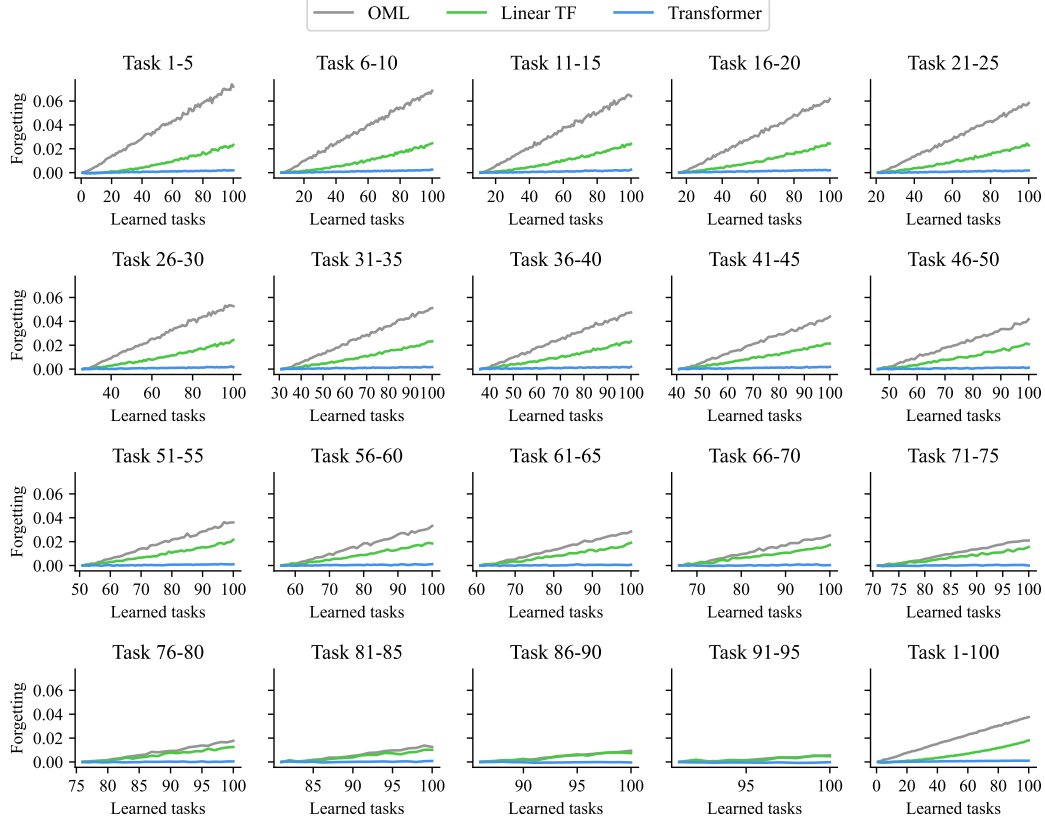 OML Linear TF Transformer
Task 1-5 Task 6-10 Task 11-15 Task 16-20 Task 21-25
Forgetting
0.06
0.04
0.02
0.00
0 20 40 60 80 100 20 40 60 80 100 20 40 60 80 100 20 40 60 80 100 20 40 60 80 100
Learned tasks Learned tasks Learned tasks Learned tasks Learned tasks
Task 26-30 Task 31-35 Task 36-40 Task 41-45 Task 46-50
Forgetting
0.06
0.04
0.02
0.00
40 60 80 100 30 40 50 60 70 80 90 100 40 50 60 70 80 90 100 40 50 60 70 80 90 100 50 60 70 80 90 100
Learned tasks Learned tasks Learned tasks Learned tasks Learned tasks
Task 51-55 Task 56-60 Task 61-65 Task 66-70 Task 71-75
Forgetting
0.06
0.04
0.02
0.00
50 60 70 80 90 100 60 70 80 90 100 60 70 80 90 100 70 80 90 100 70 75 80 85 90 95 100
Learned tasks Learned tasks Learned tasks Learned tasks Learned tasks
Task 76-80 Task 81-85 Task 86-90 Task 91-95 Task 1-100
Forgetting
0.06
0.04
0.02
0.00
75 80 85 90 95 100 85 90 95 100 90 95 100 95 100 0 20 40 60 80 100
Learned tasks Learned tasks Learned tasks Learned tasks Learned tasks